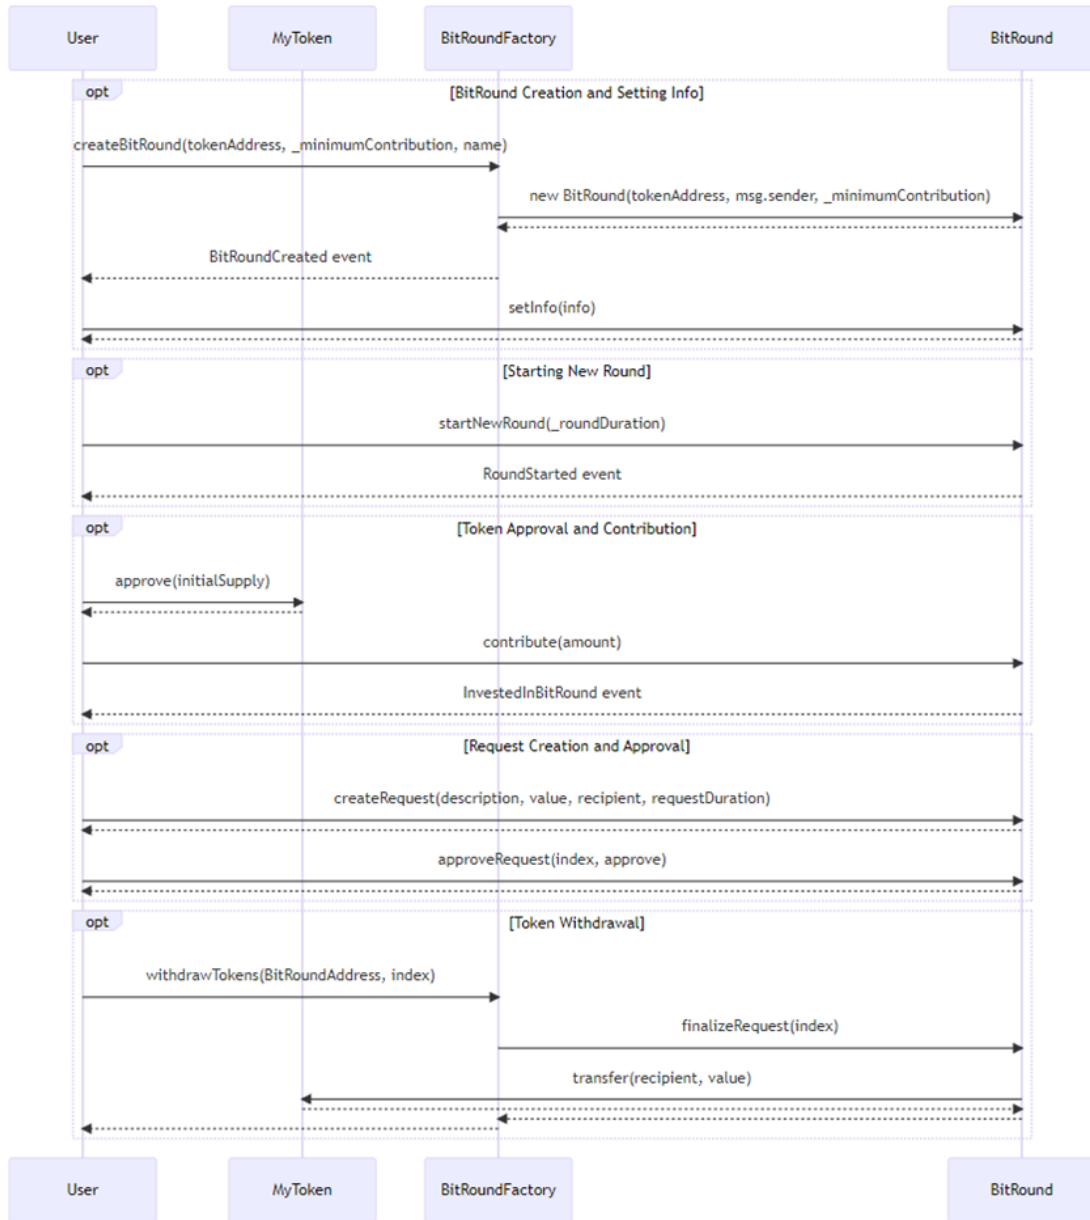 User MyToken BitRoundFactory BitRound
opt [BitRound Creation and Setting Info]
createBitRound(tokenAddress, _minimumContribution, name)
new BitRound(tokenAddress, msg.sender, _minimumContribution)
BitRoundCreated event
setInfo(info)
opt [Starting New Round]
startNewRound(_roundDuration)
RoundStarted event
opt [Token Approval and Contribution]
approve(initialSupply)
contribute(amount)
InvestedInBitRound event
opt [Request Creation and Approval]
createRequest(description, value, recipient, requestDuration)
approveRequest(index, approve)
opt [Token Withdrawal]
withdrawTokens(BitRoundAddress, index)
finalizeRequest(index)
transfer(recipient, value)
User MyToken BitRoundFactory BitRound